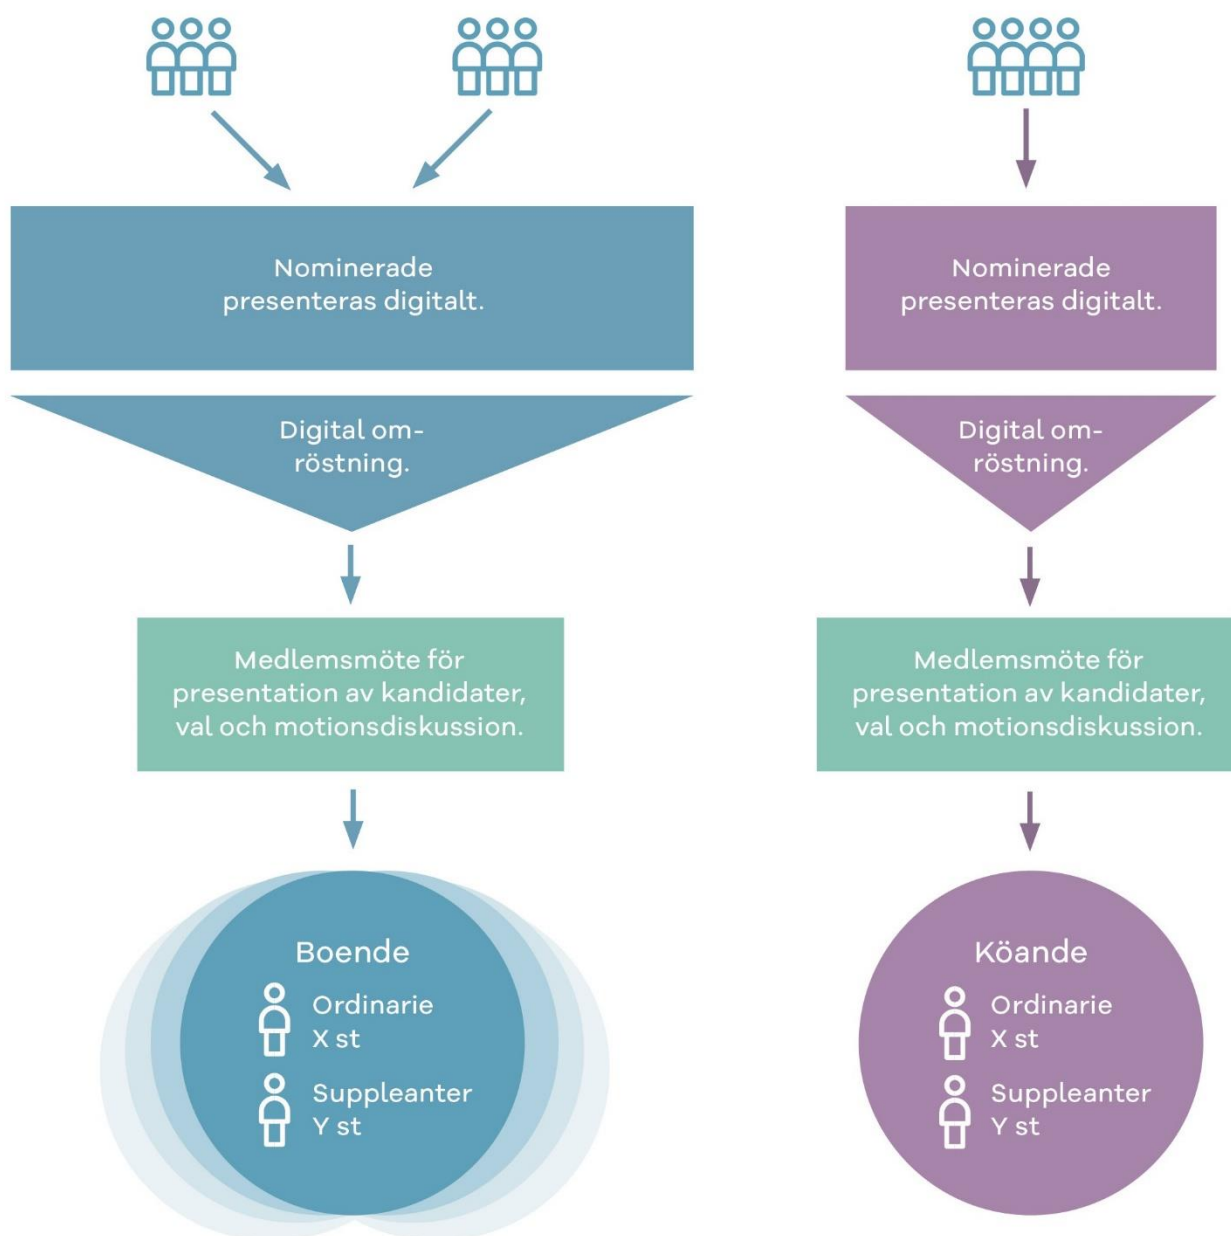 Nominerade
presenteras digitalt.
Digital om-
röstning.
Medlemsmöte för
presentation av kandidater,
val och motionsdiskussion.
Boende
Ordinarie
X st
Suppleanter
Y st
Nominerade
presenteras digitalt.
Digital om-
röstning.
Medlemsmöte för
presentation av kandidater,
val och motionsdiskussion.
Köande
Ordinarie
X st
Suppleanter
Y st